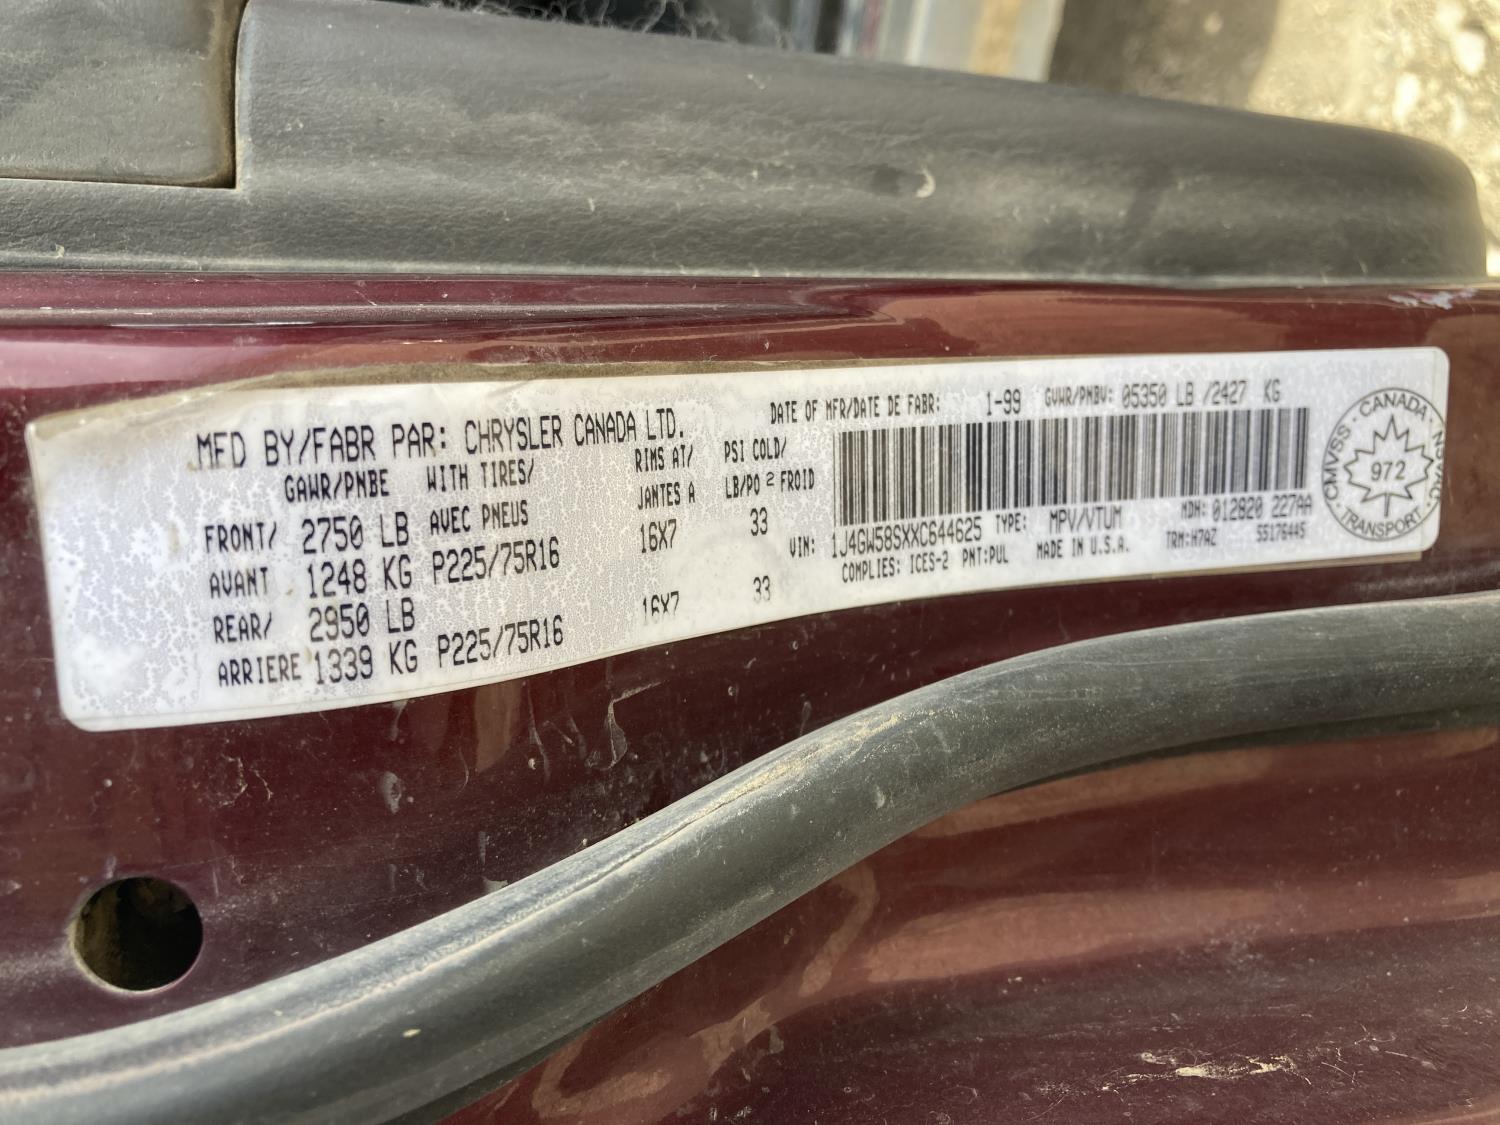 MFD BY/FABR PAR: CHRYSLER CANADA LTD.
DATE OF MFR/DATE DE FABR: 1-99 GVWR/PNBV: 05350 LB /2427 KG
GAWR/PNBE WITH TIRES/ RIMS AT/ PSI COLD/
AVEC PNEUS JANTES A LB/PO² FROID
FRONT/ 2750 LB
AVANT 1248 KG P225/75R16 16X7 33
REAR/ 2950 LB
ARRIERE 1339 KG P225/75R16 16X7 33
MDH: 012820 227AA
VIN: 1J4GW58SXXC644625 TYPE: MPV/VTUM
TRM:H7AZ 55176445
COMPLIES: ICES-2 PNT:PUL MADE IN U.S.A.
CMVSS · CANADA · NSVAC · TRANSPORT
972